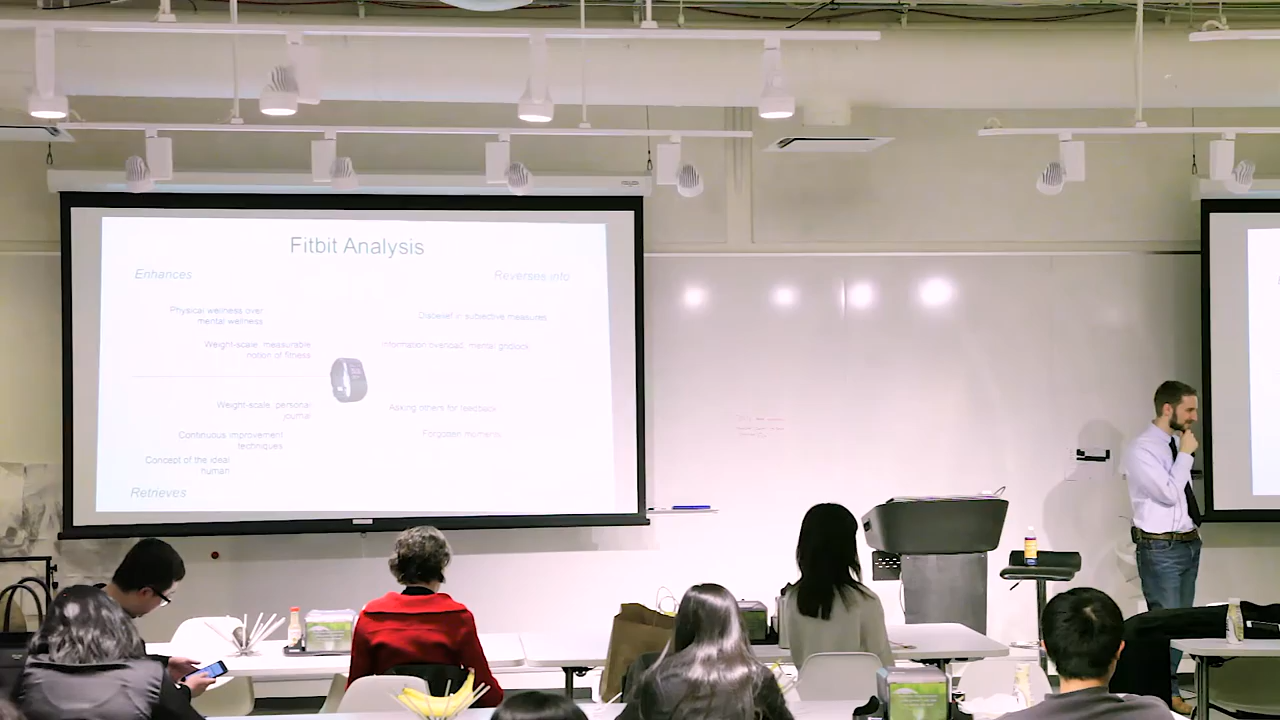 Fitbit Analysis
Enhances
Reverses into
Physical wellness over
mental wellness
Disbelief in subjective measures
Weight-scale: measurable
notion of fitness
Information overload, mental gridlock
Weight-scale: personal
journal
Asking others for feedback
Continuous improvement
techniques
Forgotten moments
Concept of the ideal
human
Retrieves